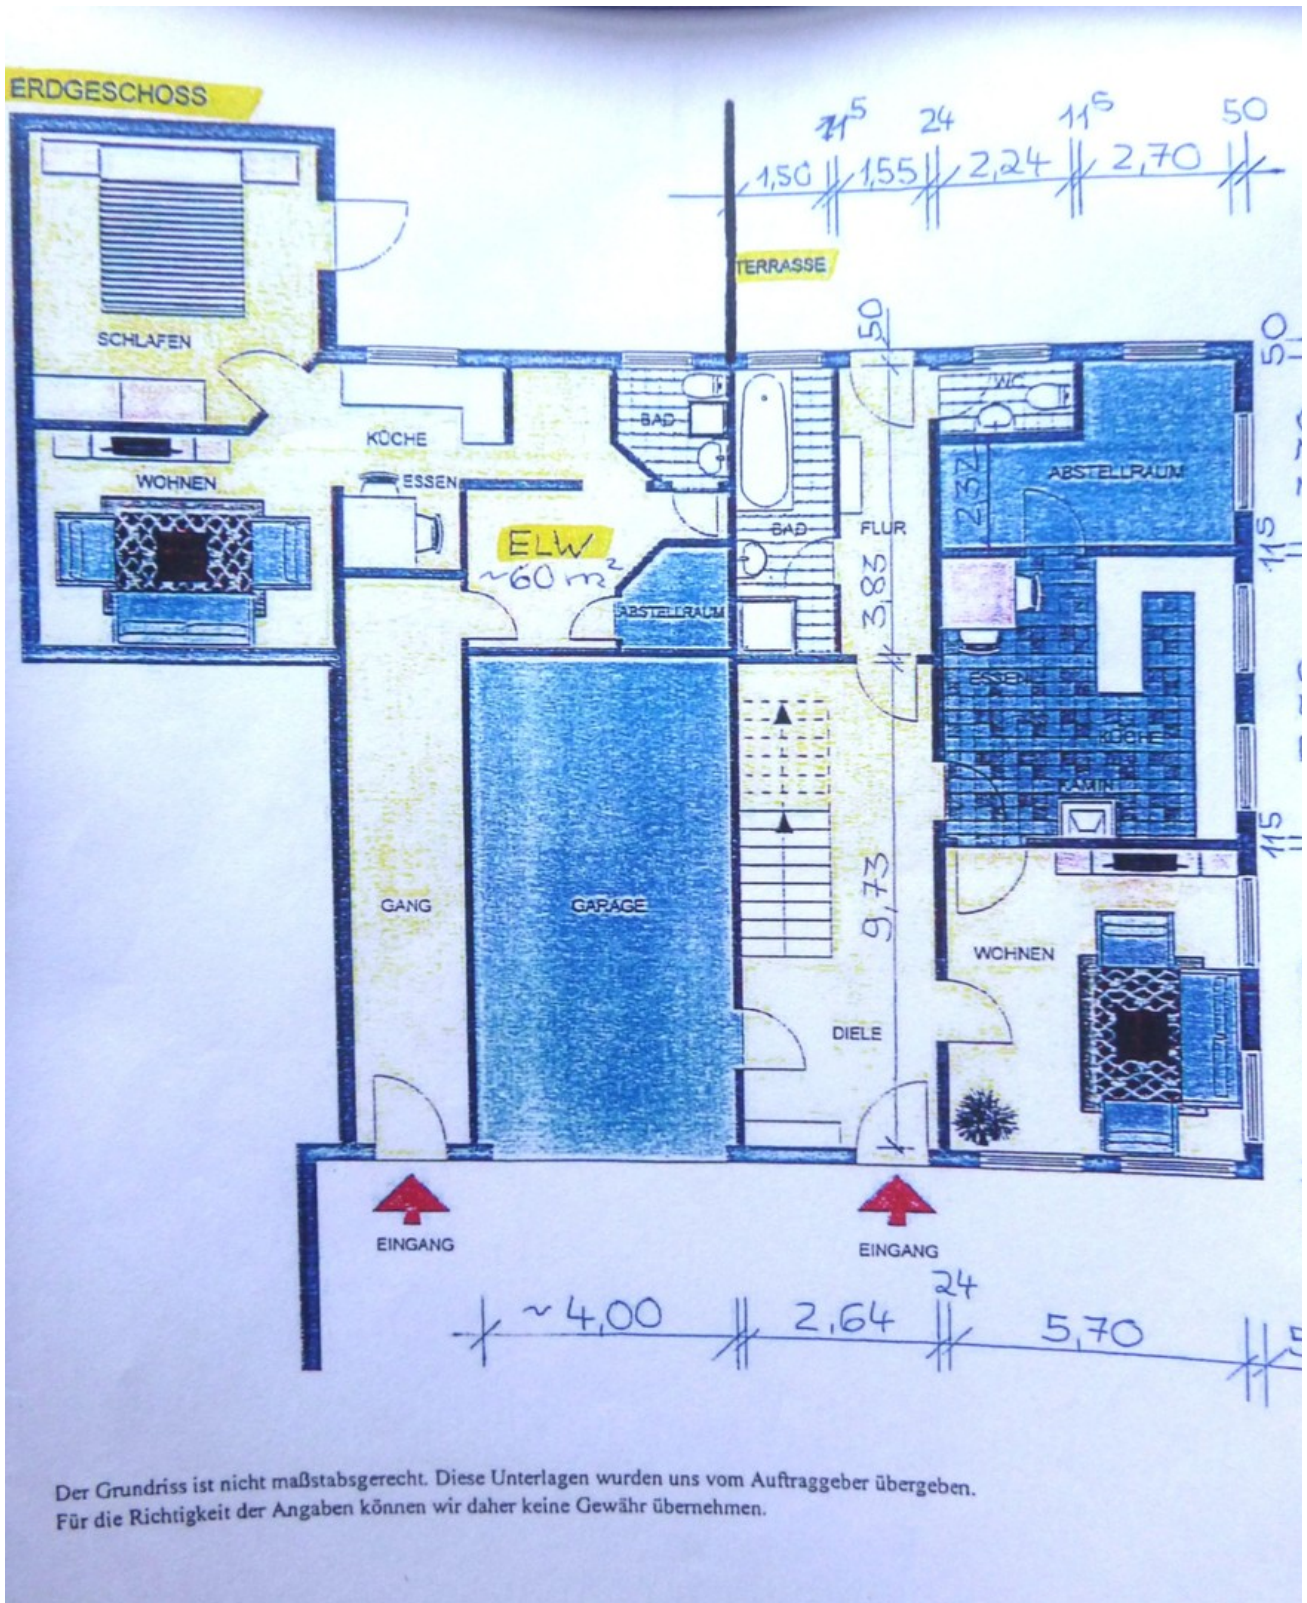 ERDGESCHOSS
11⁵ 24 11⁵ 50
1,50 1,55 2,24 2,70
TERRASSE
50
50
SCHLAFEN
WC
BAD
KÜCHE
WOHNEN
ESSEN
ABSTELLRAUM
2,32
BAD
FLUR
ELW
~60 m²
115
3,83
ABSTELLRAUM
ESSEN
KÜCHE
KAMIN
115
GANG
GARAGE
9,73
WOHNEN
DIELE
EINGANG
EINGANG
24
~4,00 2,64 5,70
Der Grundriss ist nicht maßstabsgerecht. Diese Unterlagen wurden uns vom Auftraggeber übergeben.
Für die Richtigkeit der Angaben können wir daher keine Gewähr übernehmen.